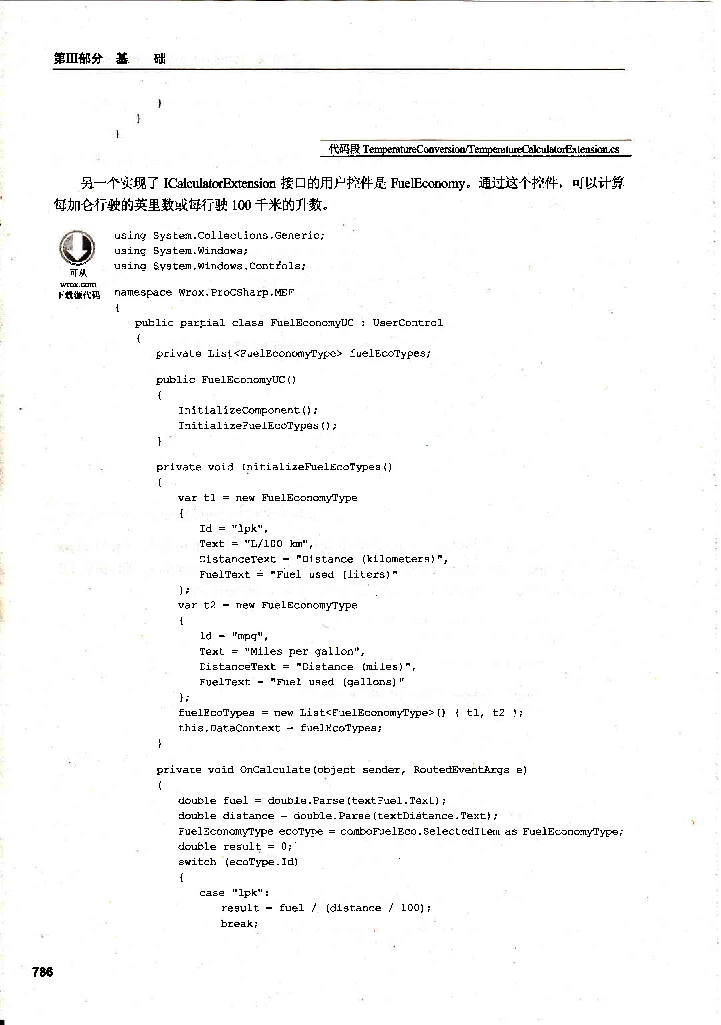 第III部分 基 础
}
}
}
代码段 TemperatureConversion/TemperatureCalculatorExtension.cs
另一个实现了 ICalculatorExtension 接口的用户控件是 FuelEconomy。通过这个控件，可以计算
每加仑行驶的英里数或每行驶 100 千米的升数。
可从
wrox.com
下载源代码
using System.Collections.Generic;
using System.Windows;
using System.Windows.Controls;
namespace Wrox.ProCSharp.MEF
{
public partial class FuelEconomyUC : UserControl
{
private List<FuelEconomyType> fuelEcoTypes;
public FuelEconomyUC()
{
InitializeComponent();
InitializeFuelEcoTypes();
}
private void InitializeFuelEcoTypes()
{
var t1 = new FuelEconomyType
{
Id = "lpk",
Text = "L/100 km",
DistanceText = "Distance (kilometers)",
FuelText = "Fuel used (liters)"
};
var t2 = new FuelEconomyType
{
Id = "mpg",
Text = "Miles per gallon",
DistanceText = "Distance (miles)",
FuelText = "Fuel used (gallons)"
};
fuelEcoTypes = new List<FuelEconomyType>() { t1, t2 };
this.DataContext = fuelEcoTypes;
}
private void OnCalculate(object sender, RoutedEventArgs e)
{
double fuel = double.Parse(textFuel.Text);
double distance = double.Parse(textDistance.Text);
FuelEconomyType ecoType = comboFuelEco.SelectedItem as FuelEconomyType;
double result = 0;
switch (ecoType.Id)
{
case "lpk":
result = fuel / (distance / 100);
break;
786